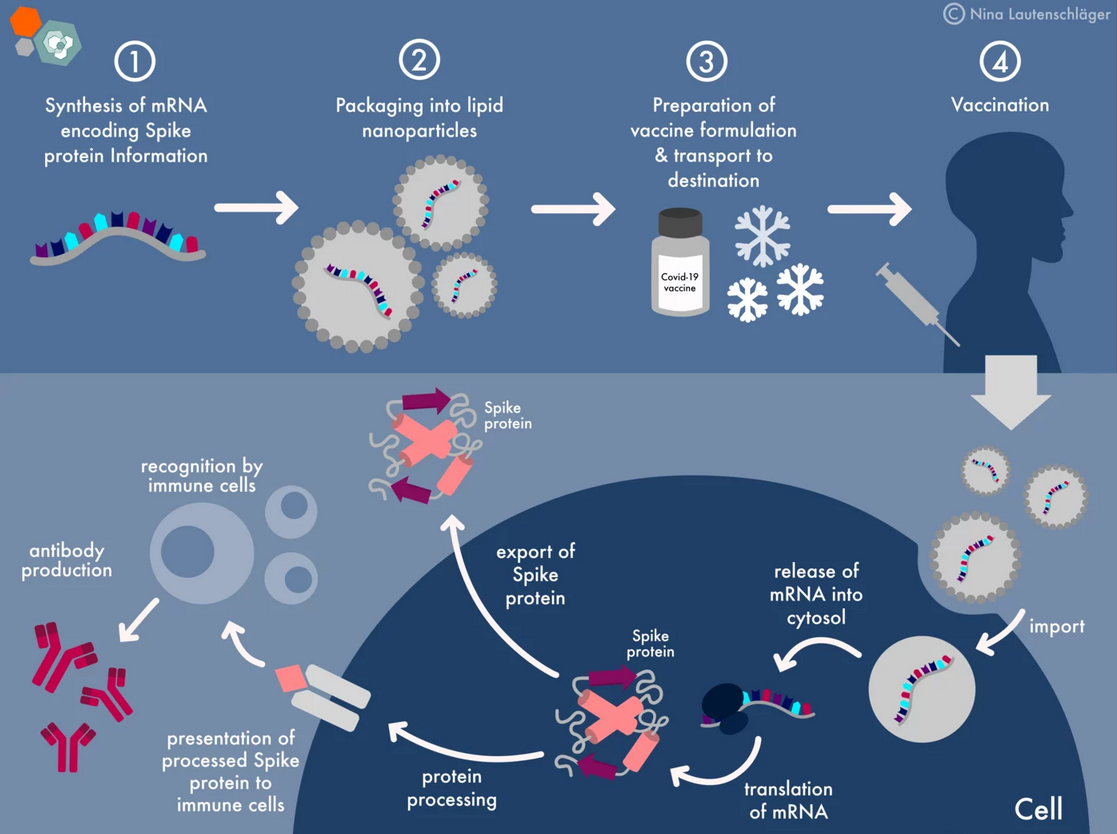 © Nina Lautenschläger
1
Synthesis of mRNA
encoding Spike
protein Information
2
Packaging into lipid
nanoparticles
3
Preparation of
vaccine formulation
& transport to
destination
Covid-19
vaccine
4
Vaccination
Spike
protein
recognition by
immune cells
antibody
production
export of
Spike
protein
release of
mRNA into
cytosol
import
Spike
protein
presentation of
processed Spike
protein to
immune cells
protein
processing
translation
of mRNA
Cell